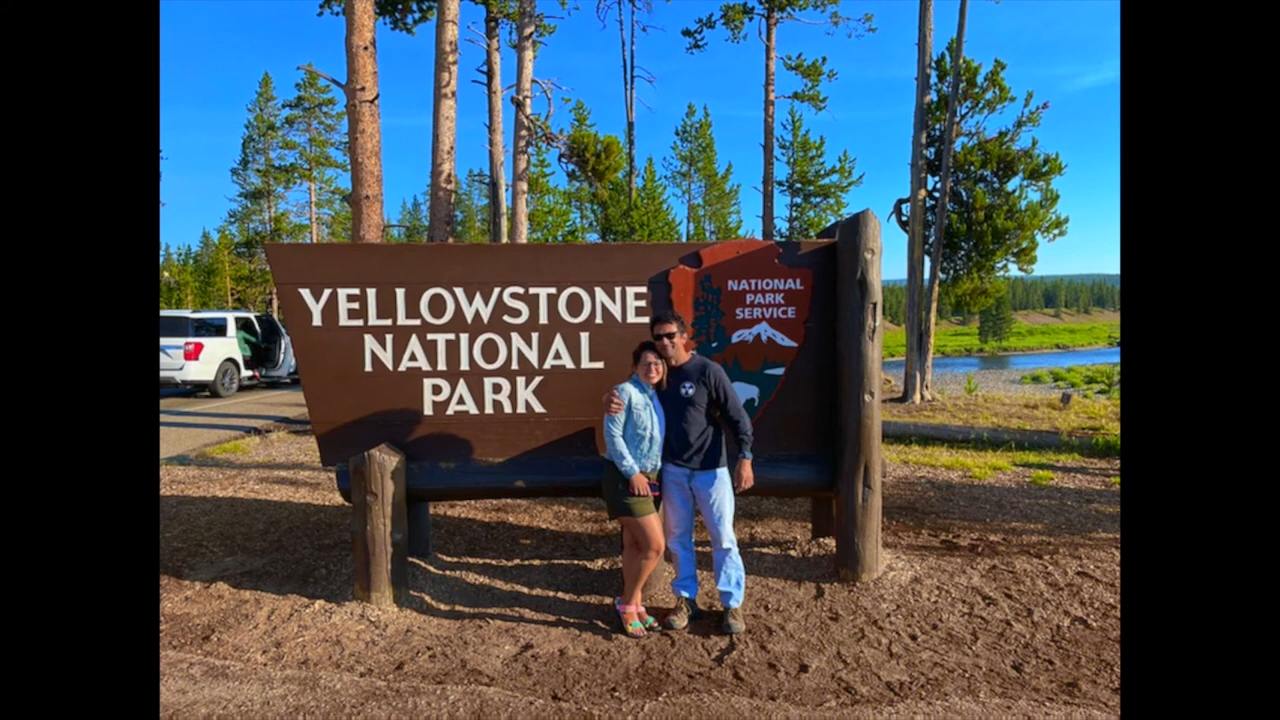 YELLOWSTONE
NATIONAL
PARK
NATIONAL
PARK
SERVICE